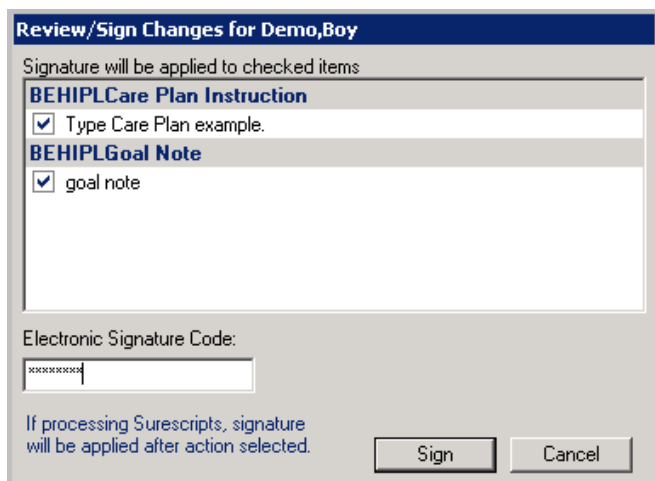 Review/Sign Changes for Demo,Boy
Signature will be applied to checked items
BEHIPLCare Plan Instruction
Type Care Plan example.
BEHIPLGoal Note
goal note
Electronic Signature Code:
********
If processing Surescripts, signature
will be applied after action selected.
Sign
Cancel